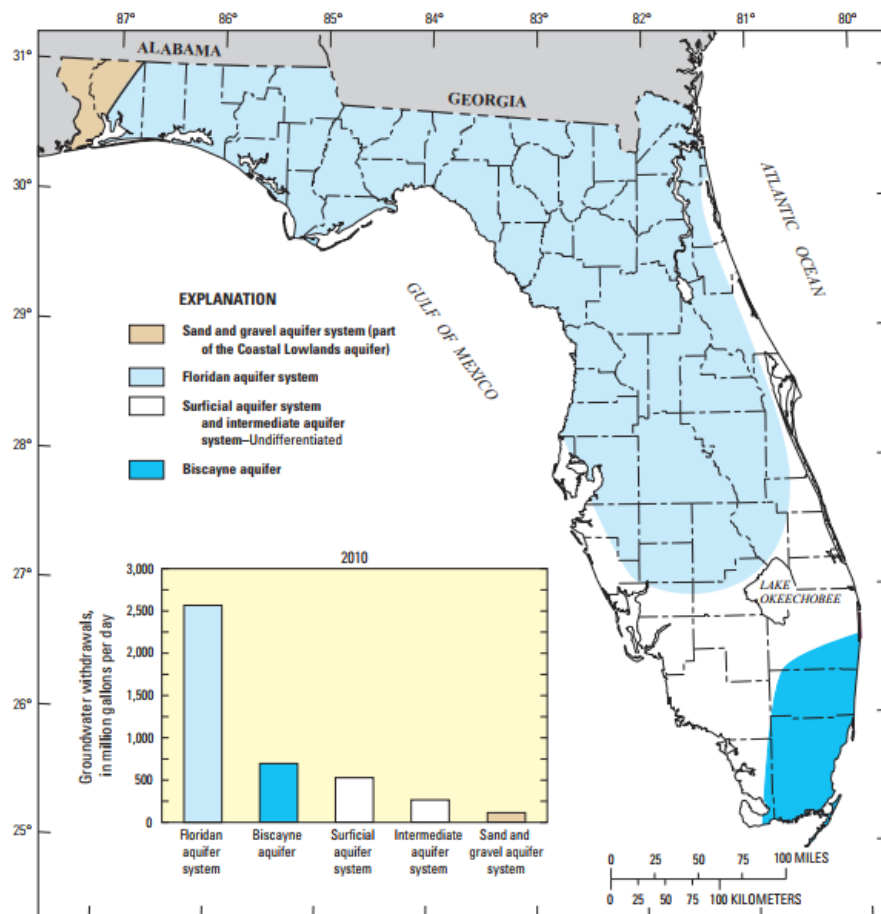 87° 86° 85° 84° 83° 82° 81° 80°
31°
ALABAMA
GEORGIA
30°
ATLANTIC OCEAN
29°
GULF OF MEXICO
EXPLANATION
Sand and gravel aquifer system (part
of the Coastal Lowlands aquifer)
Floridan aquifer system
Surficial aquifer system
and intermediate aquifer
system–Undifferentiated
Biscayne aquifer
28°
27°
LAKE
OKEECHOBEE
26°
25°
2010
Groundwater withdrawals,
in million gallons per day
3,000
2,500
2,000
1,500
1,000
500
0
Floridan
aquifer
system
Biscayne
aquifer
Surficial
aquifer
system
Intermediate
aquifer
system
Sand and
gravel aquifer
system
0 25 50 75 100 MILES
0 25 50 75 100 KILOMETERS